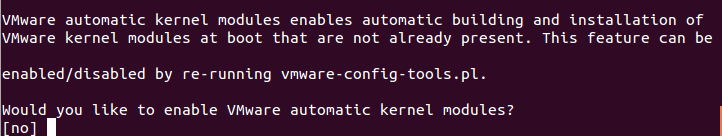 VMware automatic kernel modules enables automatic building and installation of
VMware kernel modules at boot that are not already present. This feature can be
enabled/disabled by re-running vmware-config-tools.pl.
Would you like to enable VMware automatic kernel modules?
[no]